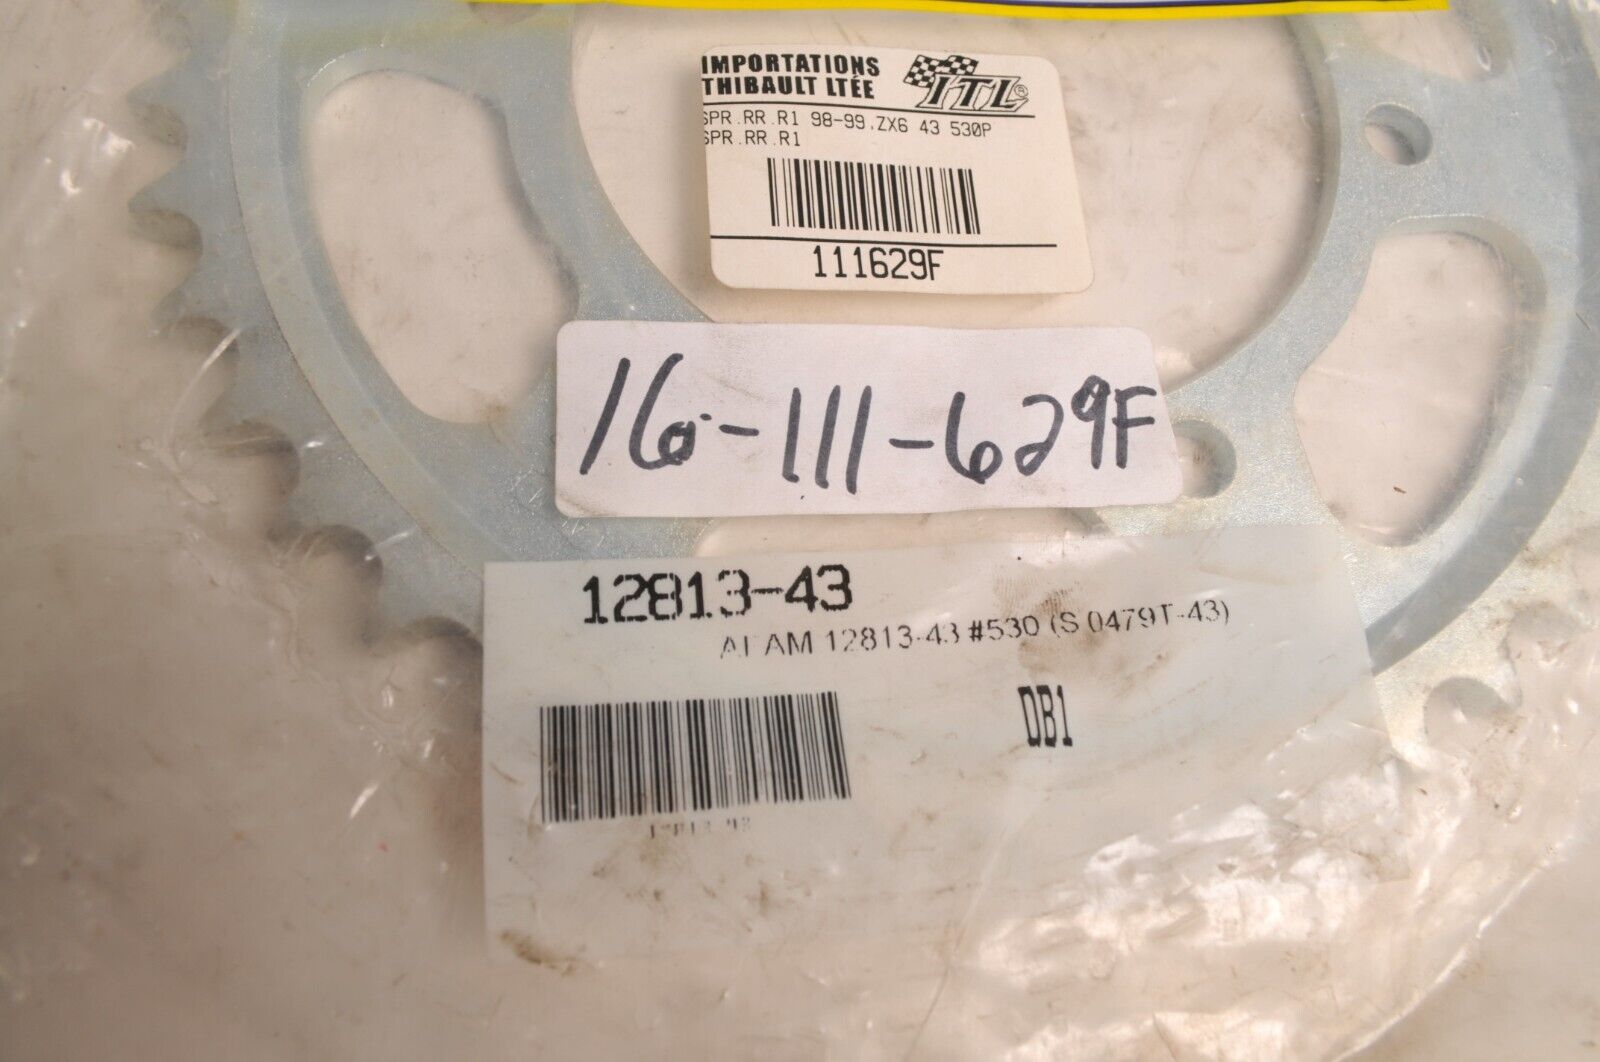 IMPORTATIONS
THIBAULT LTÉE
ITL®
SPR.RR.R1 98-99,ZX6 43 530P
SPR.RR.R1
111629F
16-111-629F
12813-43
AFAM 12813-43 #530 (S 0479T-43)
DB1